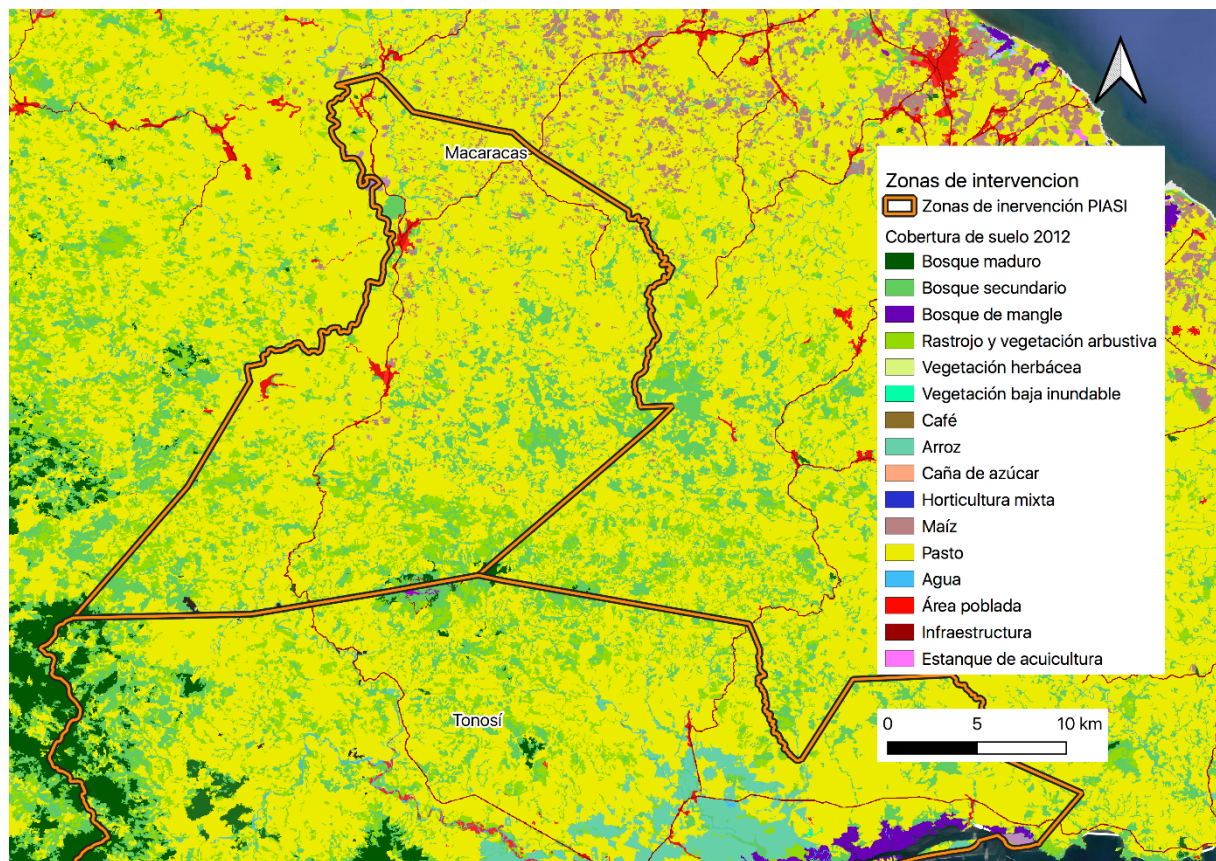 Macaracas
Tonosí
Zonas de intervencion
Zonas de inervención PIASI
Cobertura de suelo 2012
Bosque maduro
Bosque secundario
Bosque de mangle
Rastrojo y vegetación arbustiva
Vegetación herbácea
Vegetación baja inundable
Café
Arroz
Caña de azúcar
Horticultura mixta
Maíz
Pasto
Agua
Área poblada
Infraestructura
Estanque de acuicultura
0 5 10 km